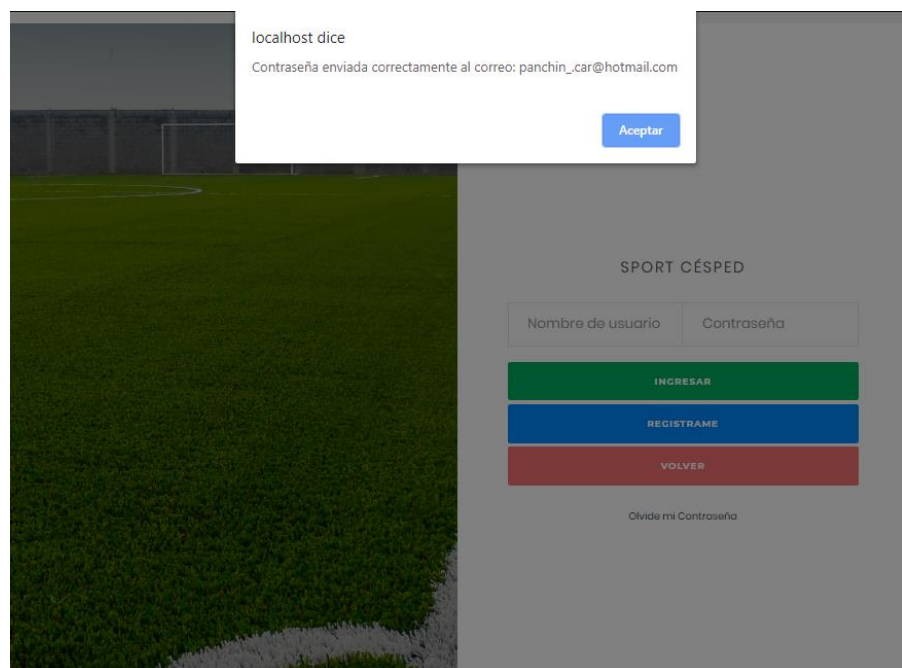 localhost dice
Contraseña enviada correctamente al correo: panchin_.car@hotmail.com
Aceptar
SPORT CÉSPED
Nombre de usuario Contraseña
INGRESAR
REGISTRAME
VOLVER
Olvide mi Contraseña